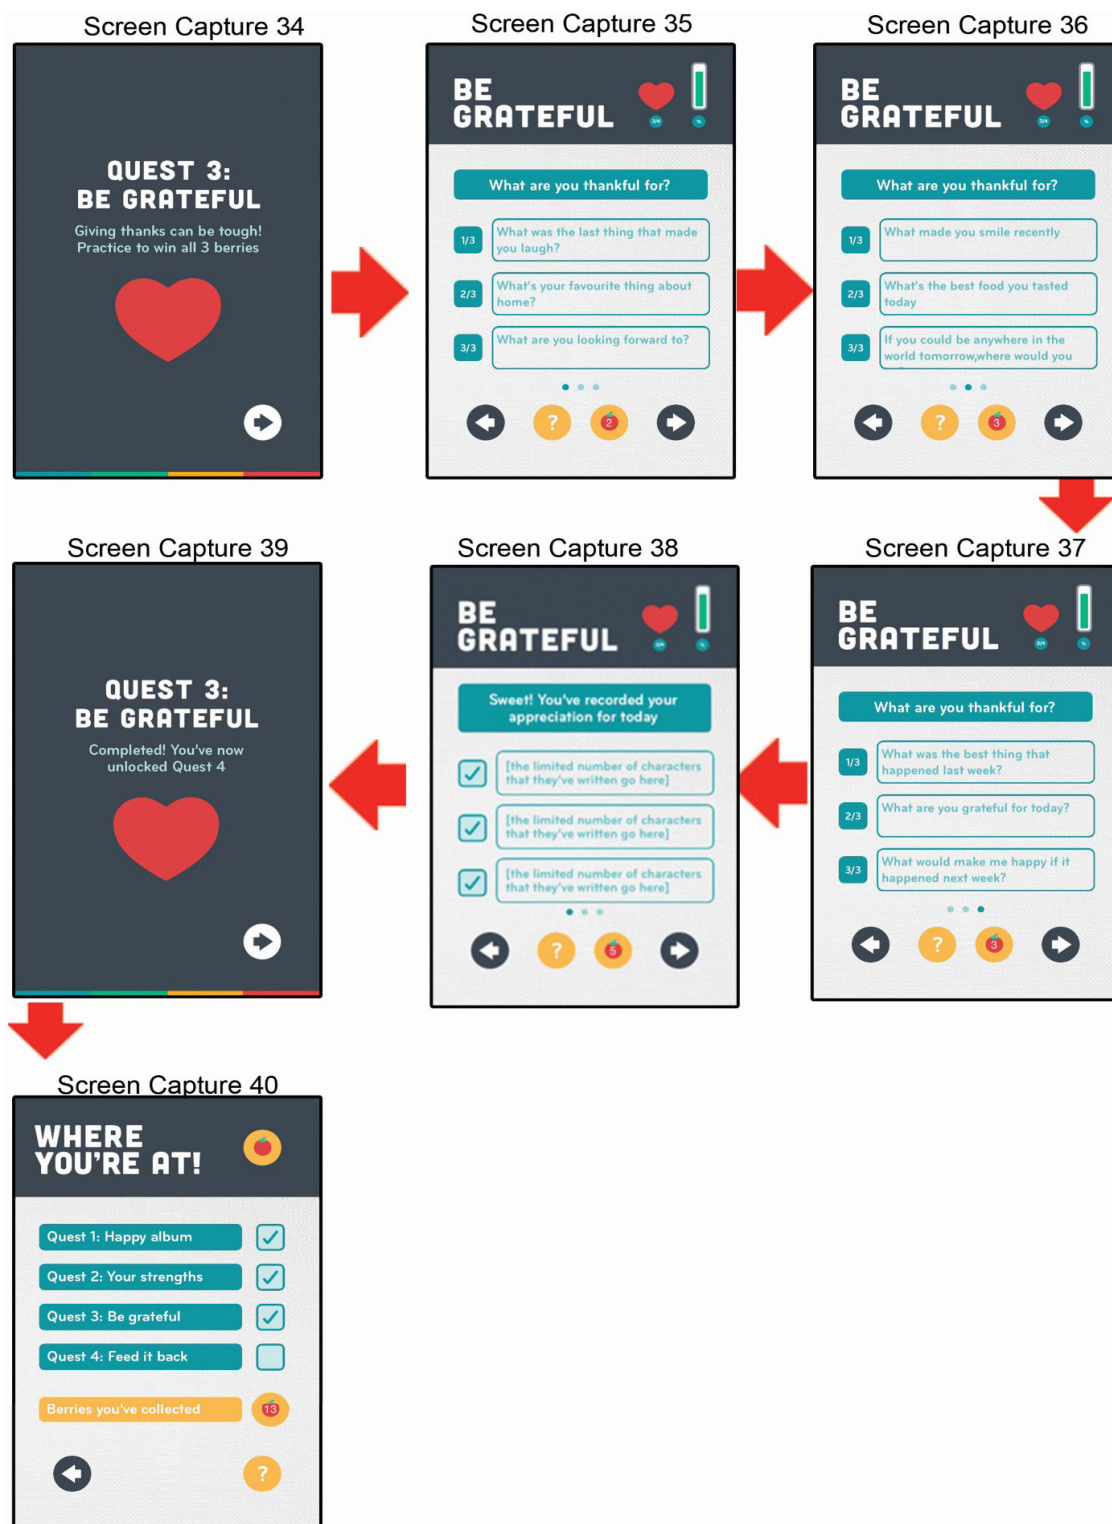 Screen Capture 34
QUEST 3:
BE GRATEFUL
Giving thanks can be tough!
Practice to win all 3 berries
Screen Capture 35
BE
GRATEFUL
3/4
%
What are you thankful for?
1/3
What was the last thing that made
you laugh?
2/3
What's your favourite thing about
home?
3/3
What are you looking forward to?
?
2
Screen Capture 36
BE
GRATEFUL
3/4
%
What are you thankful for?
1/3
What made you smile recently
2/3
What's the best food you tasted
today
3/3
If you could be anywhere in the
world tomorrow,where would you
?
3
Screen Capture 37
BE
GRATEFUL
3/4
%
What are you thankful for?
1/3
What was the best thing that
happened last week?
2/3
What are you grateful for today?
3/3
What would make me happy if it
happened next week?
?
3
Screen Capture 38
BE
GRATEFUL
3/4
%
Sweet! You've recorded your
appreciation for today
[the limited number of characters
that they've written go here]
[the limited number of characters
that they've written go here]
[the limited number of characters
that they've written go here]
?
5
Screen Capture 39
QUEST 3:
BE GRATEFUL
Completed! You've now
unlocked Quest 4
Screen Capture 40
WHERE
YOU'RE AT!
Quest 1: Happy album
Quest 2: Your strengths
Quest 3: Be grateful
Quest 4: Feed it back
Berries you've collected
13
?